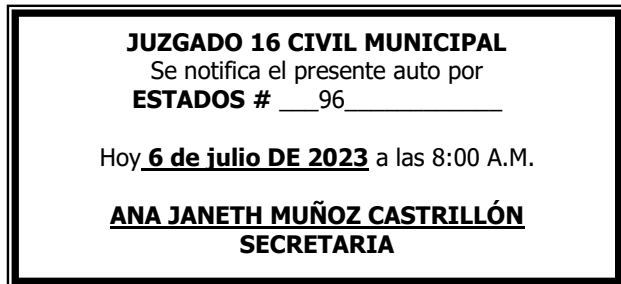 JUZGADO 16 CIVIL MUNICIPAL
Se notifica el presente auto por
ESTADOS # ___96____________
Hoy 6 de julio DE 2023 a las 8:00 A.M.
ANA JANETH MUÑOZ CASTRILLÓN
SECRETARIA